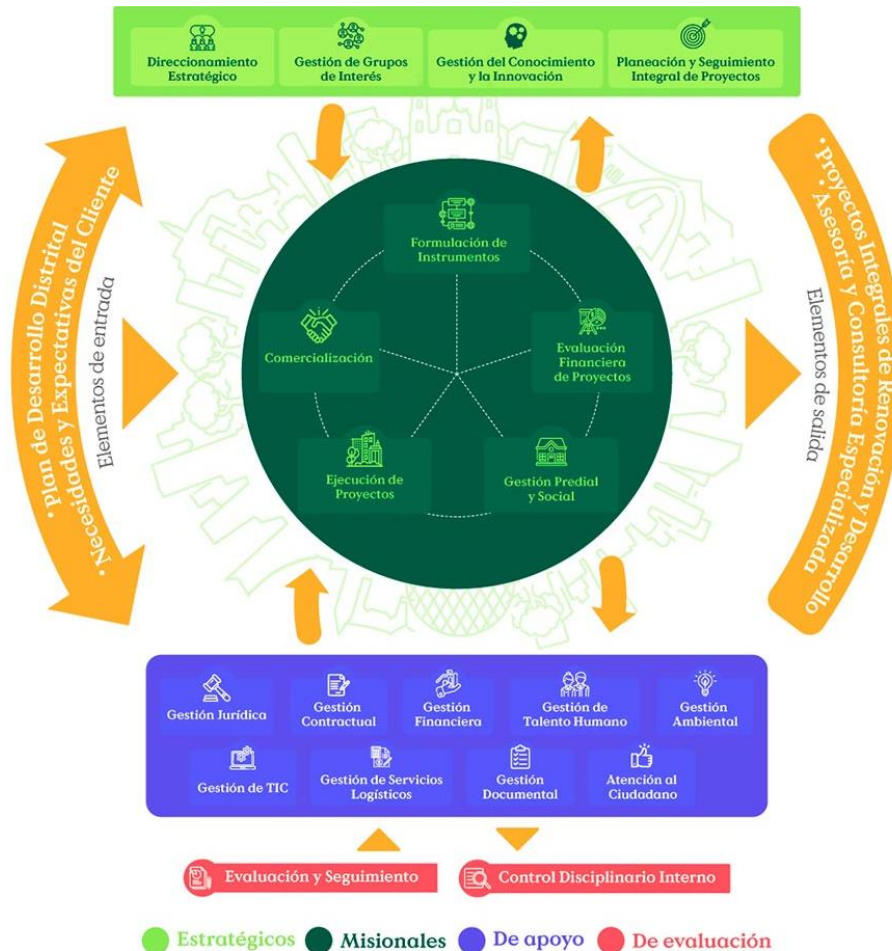 Direccionamiento
Estratégico
Gestión de Grupos
de Interés
Gestión del Conocimiento
y la Innovación
Planeación y Seguimiento
Integral de Proyectos
• Plan de Desarrollo Distrital
• Necesidades y Expectativas del Cliente
Elementos de entrada
Formulación de
Instrumentos
Comercialización
Evaluación
Financiera
de Proyectos
Ejecución de
Proyectos
Gestión Predial
y Social
Elementos de salida
• Proyectos Integrales de Renovación y Desarrollo
• Asesoría y Consultoría Especializada
Gestión Jurídica
Gestión
Contractual
Gestión
Financiera
Gestión de
Talento Humano
Gestión
Ambiental
Gestión de TIC
Gestión de Servicios
Logísticos
Gestión
Documental
Atención al
Ciudadano
Evaluación y Seguimiento
Control Disciplinario Interno
Estratégicos
Misionales
De apoyo
De evaluación